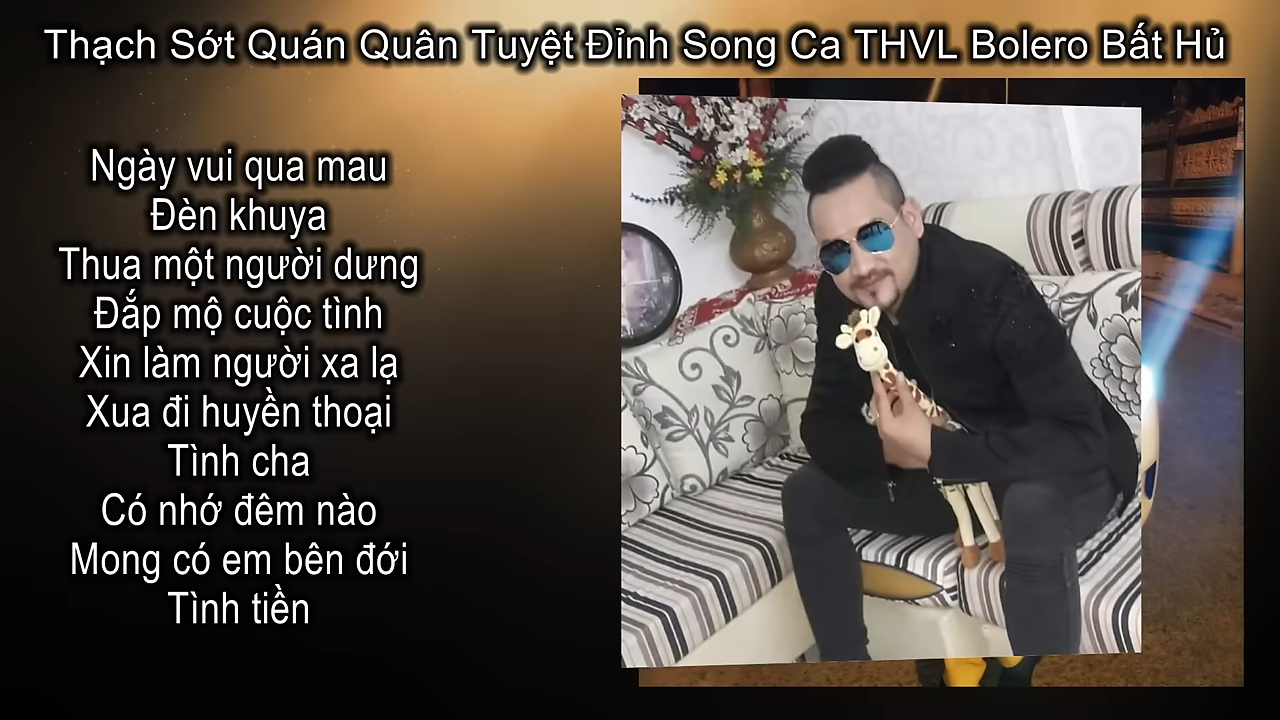 Thạch Sớt Quán Quân Tuyệt Đỉnh Song Ca THVL Bolero Bất Hủ
Ngày vui qua mau
Đèn khuya
Thua một người dưng
Đắp mộ cuộc tình
Xin làm người xa lạ
Xua đi huyền thoại
Tình cha
Có nhớ đêm nào
Mong có em bên đới
Tình tiền